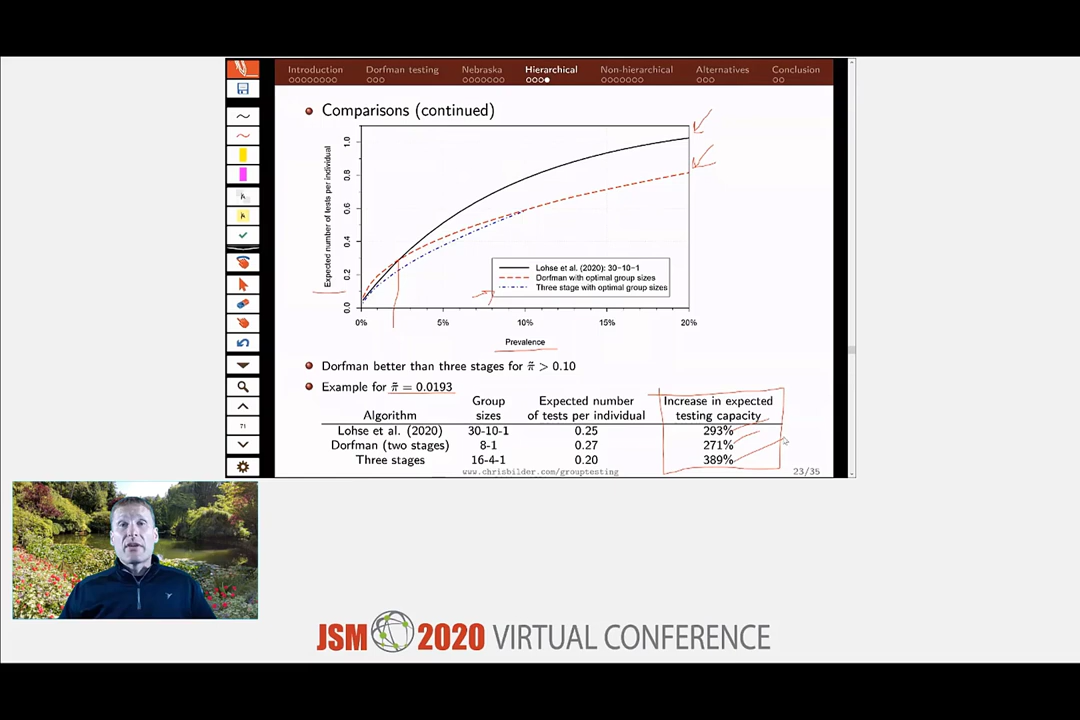 Introduction Dorfman testing Nebraska Hierarchical Non-hierarchical Alternatives Conclusion
Comparisons (continued)
Expected number of tests per individual
1.0
0.8
0.6
0.4
0.2
0.0
Lohse et al. (2020): 30-10-1
Dorfman with optimal group sizes
Three stage with optimal group sizes
0% 5% 10% 15% 20%
Prevalence
Dorfman better than three stages for π̃ > 0.10
Example for π̃ = 0.0193
Group Expected number Increase in expected
Algorithm sizes of tests per individual testing capacity
Lohse et al. (2020) 30-10-1 0.25 293%
Dorfman (two stages) 8-1 0.27 271%
Three stages 16-4-1 0.20 389%
www.chrisbilder.com/grouptesting 23/35
71
JSM 2020 VIRTUAL CONFERENCE